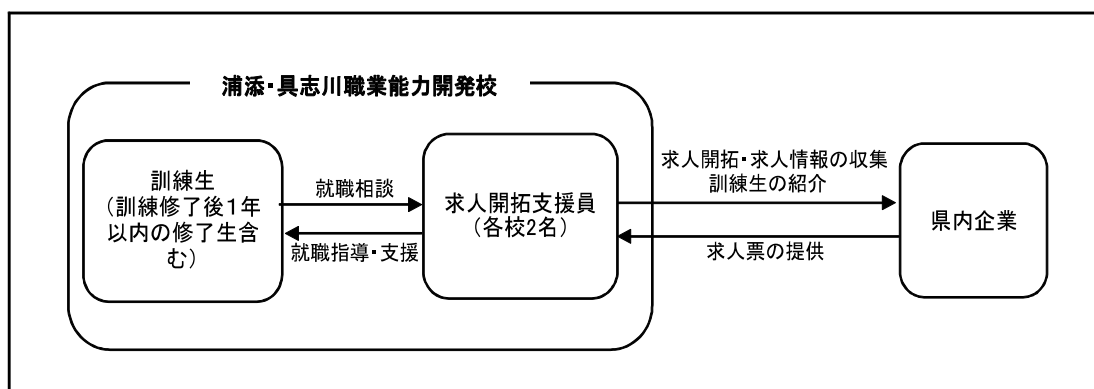 浦添・具志川職業能力開発校
訓練生
（訓練修了後１年
以内の修了生含
む）
就職相談
就職指導・支援
求人開拓支援員
（各校2名）
求人開拓・求人情報の収集
訓練生の紹介
求人票の提供
県内企業